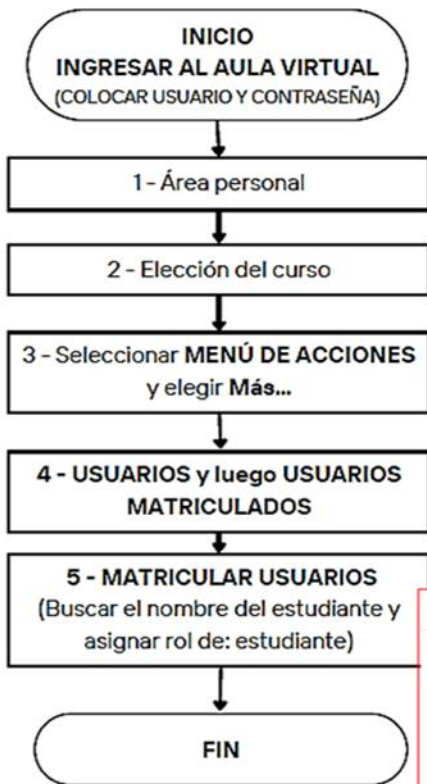 INICIO
INGRESAR AL AULA VIRTUAL
(COLOCAR USUARIO Y CONTRASEÑA)
1 - Área personal
2 - Elección del curso
3 - Seleccionar MENÚ DE ACCIONES
y elegir Más...
4 - USUARIOS y luego USUARIOS
MATRICULADOS
5 - MATRICULAR USUARIOS
(Buscar el nombre del estudiante y
asignar rol de: estudiante)
FIN